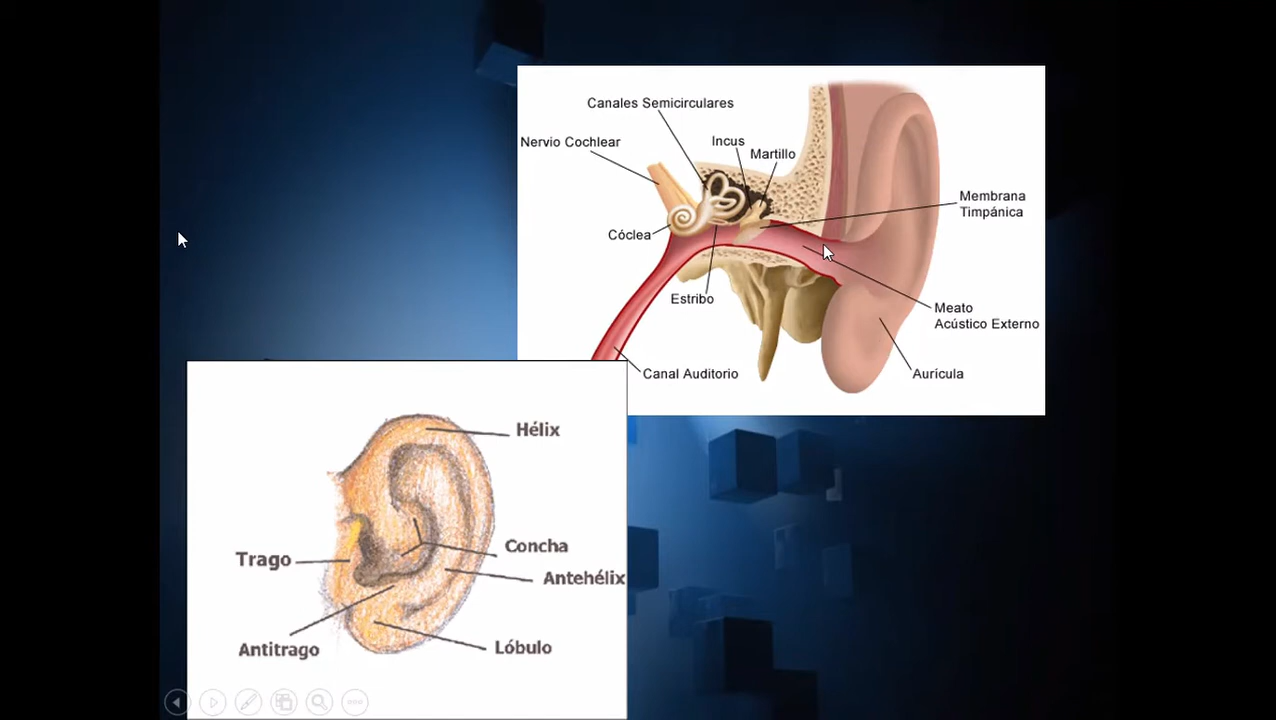 Canales Semicirculares
Nervio Cochlear
Incus
Martillo
Membrana
Timpánica
Cóclea
Estribo
Meato
Acústico Externo
Canal Auditorio
Aurícula
Hélix
Concha
Trago
Antehélix
Antitrago
Lóbulo